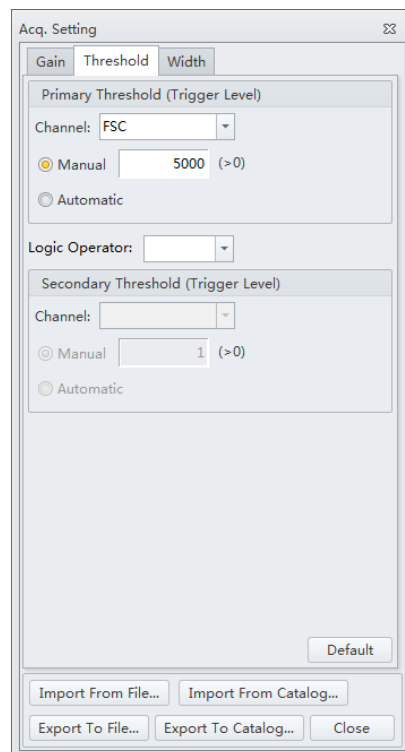 Acq. Setting
Gain Threshold Width
Primary Threshold (Trigger Level)
Channel: FSC
Manual 5000 (>0)
Automatic
Logic Operator:
Secondary Threshold (Trigger Level)
Channel:
Manual 1 (>0)
Automatic
Default
Import From File... Import From Catalog...
Export To File... Export To Catalog... Close